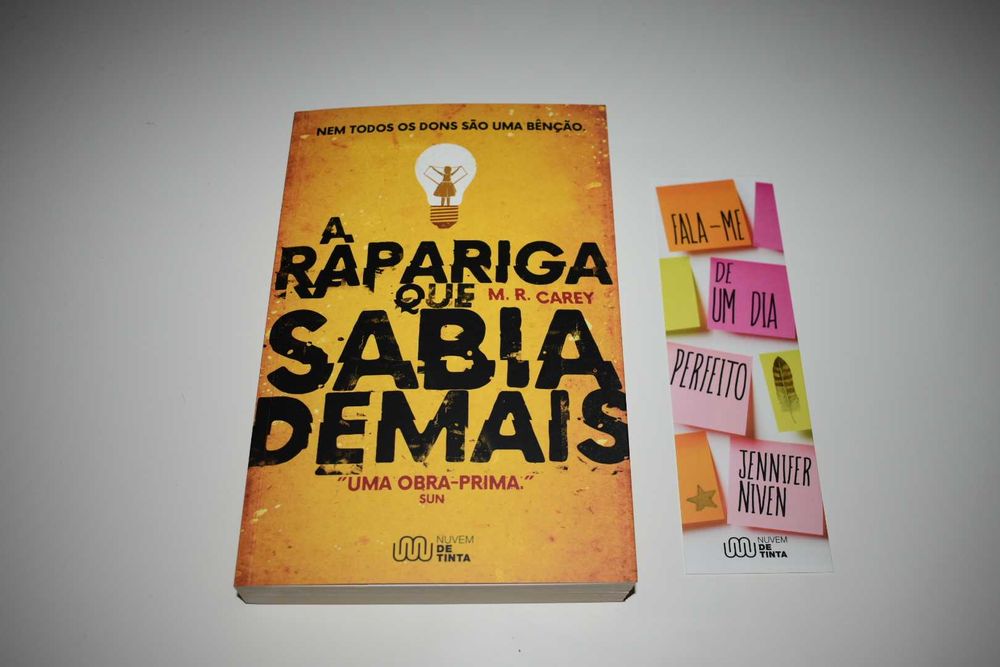 NEM TODOS OS DONS SÃO UMA BÊNÇÃO.
A
RAPARIGA
QUE
M. R. CAREY
SABIA
DEMAIS
"UMA OBRA-PRIMA."
SUN
NUVEM
DE
TINTA
FALA-ME
DE
UM DIA
PERFEITO
JENNIFER
NIVEN
NUVEM
DE
TINTA